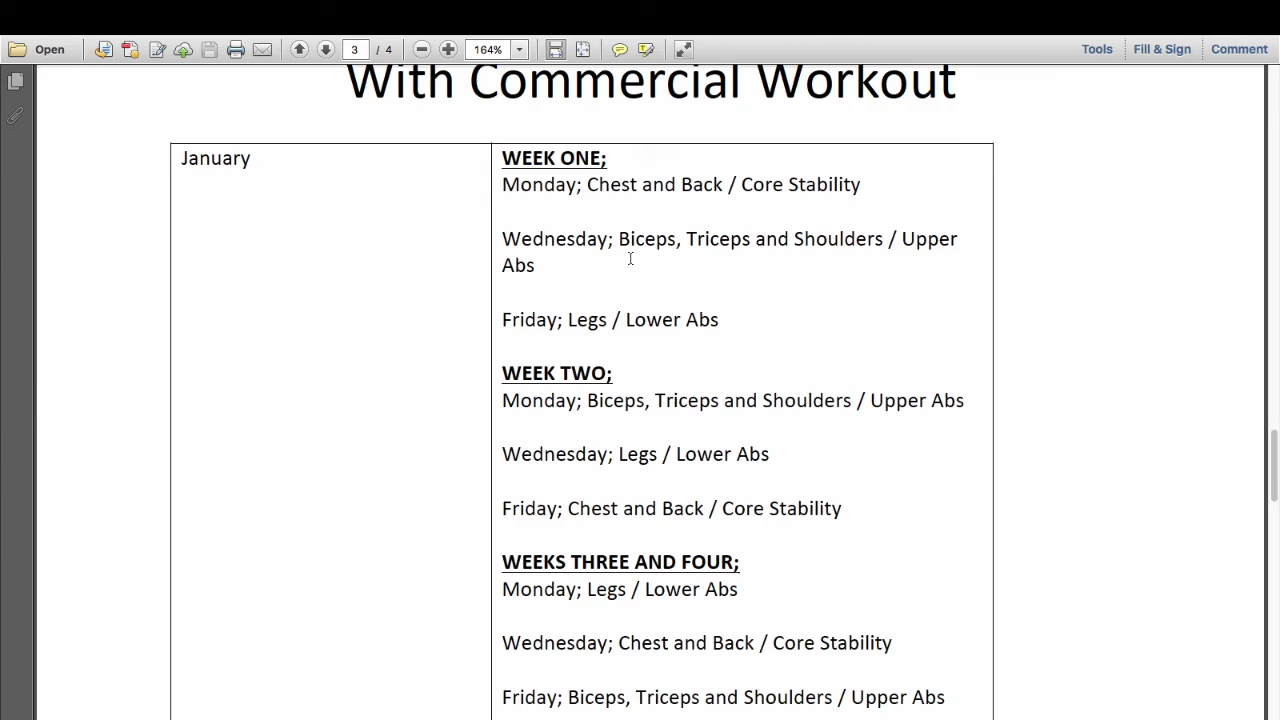 Open
3 / 4
164%
Tools
Fill & Sign
Comment
With Commercial Workout
January
WEEK ONE;
Monday; Chest and Back / Core Stability
Wednesday; Biceps, Triceps and Shoulders / Upper
Abs
Friday; Legs / Lower Abs
WEEK TWO;
Monday; Biceps, Triceps and Shoulders / Upper Abs
Wednesday; Legs / Lower Abs
Friday; Chest and Back / Core Stability
WEEKS THREE AND FOUR;
Monday; Legs / Lower Abs
Wednesday; Chest and Back / Core Stability
Friday; Biceps, Triceps and Shoulders / Upper Abs